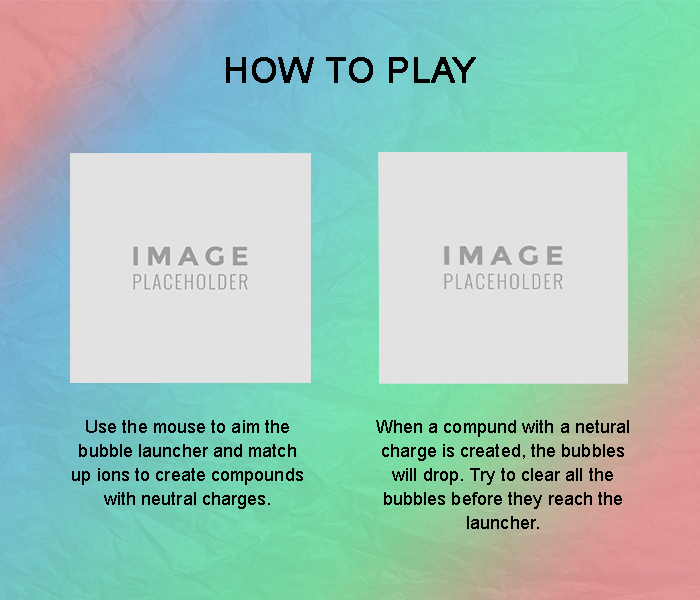 HOW TO PLAY
IMAGE
PLACEHOLDER
IMAGE
PLACEHOLDER
Use the mouse to aim the
bubble launcher and match
up ions to create compounds
with neutral charges.
When a compund with a netural
charge is created, the bubbles
will drop. Try to clear all the
bubbles before they reach the
launcher.